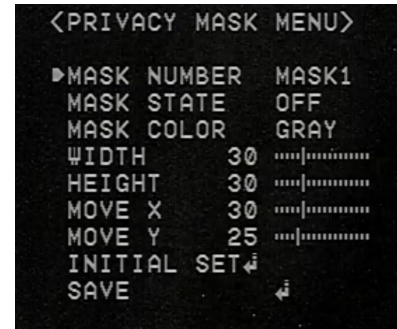 <PRIVACY MASK MENU>
MASK NUMBER MASK1
MASK STATE OFF
MASK COLOR GRAY
WIDTH 30
HEIGHT 30
MOVE X 30
MOVE Y 25
INITIAL SET↲
SAVE ↲